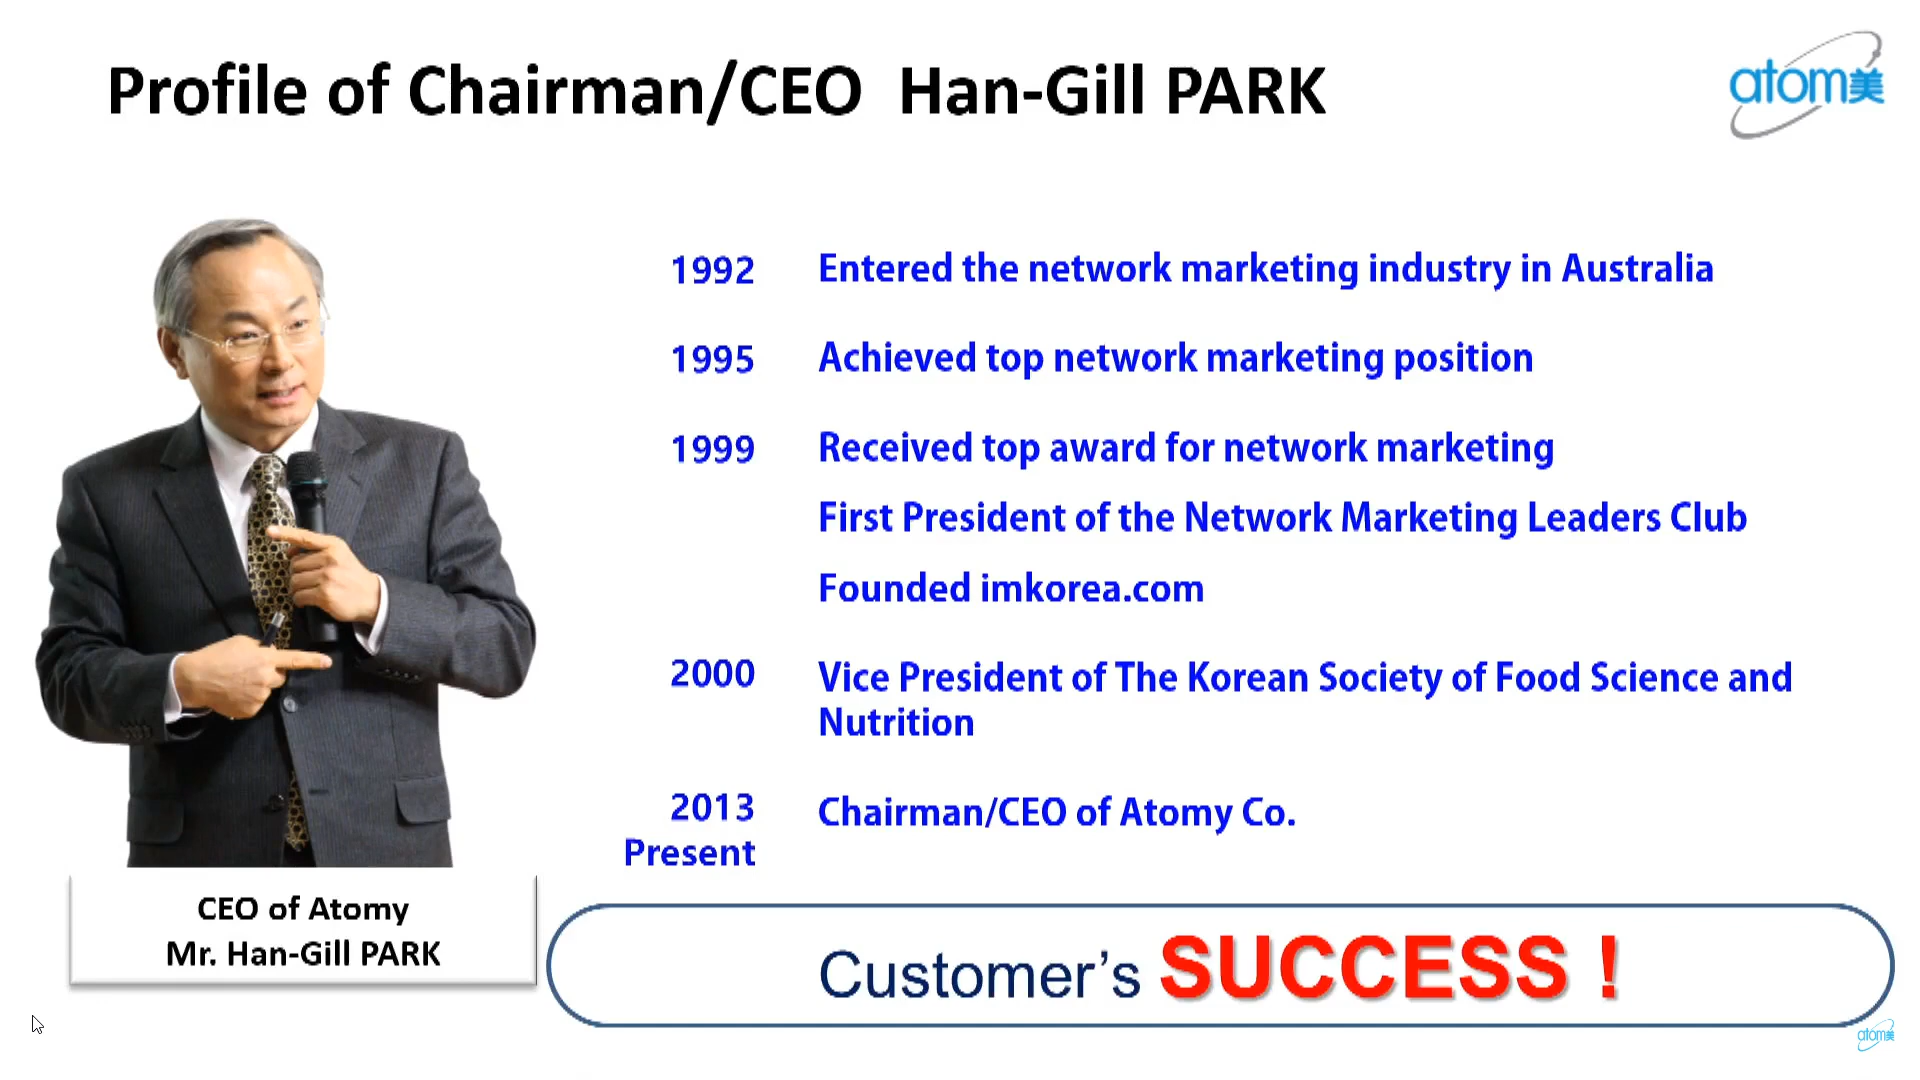 Profile of Chairman/CEO Han-Gill PARK
atom美
1992 Entered the network marketing industry in Australia
1995 Achieved top network marketing position
1999 Received top award for network marketing
First President of the Network Marketing Leaders Club
Founded imkorea.com
2000 Vice President of The Korean Society of Food Science and
Nutrition
2013 Chairman/CEO of Atomy Co.
Present
CEO of Atomy
Mr. Han-Gill PARK
Customer’s SUCCESS !
atom美